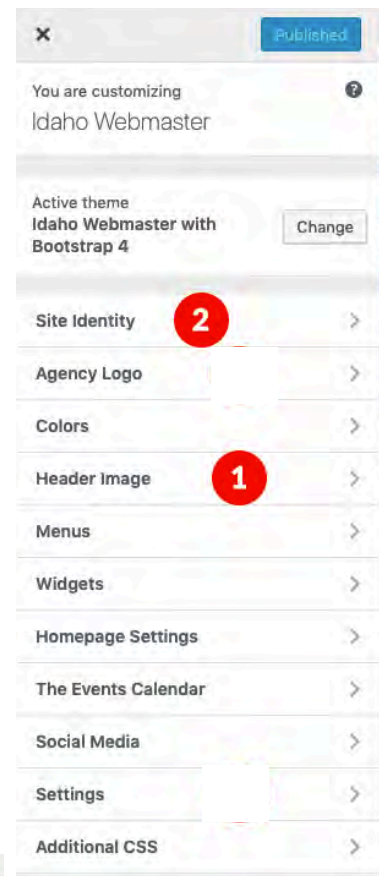 ×
Published
You are customizing
?
Idaho Webmaster
Active theme
Idaho Webmaster with
Bootstrap 4
Change
Site Identity 2
Agency Logo
Colors
Header Image 1
Menus
Widgets
Homepage Settings
The Events Calendar
Social Media
Settings
Additional CSS